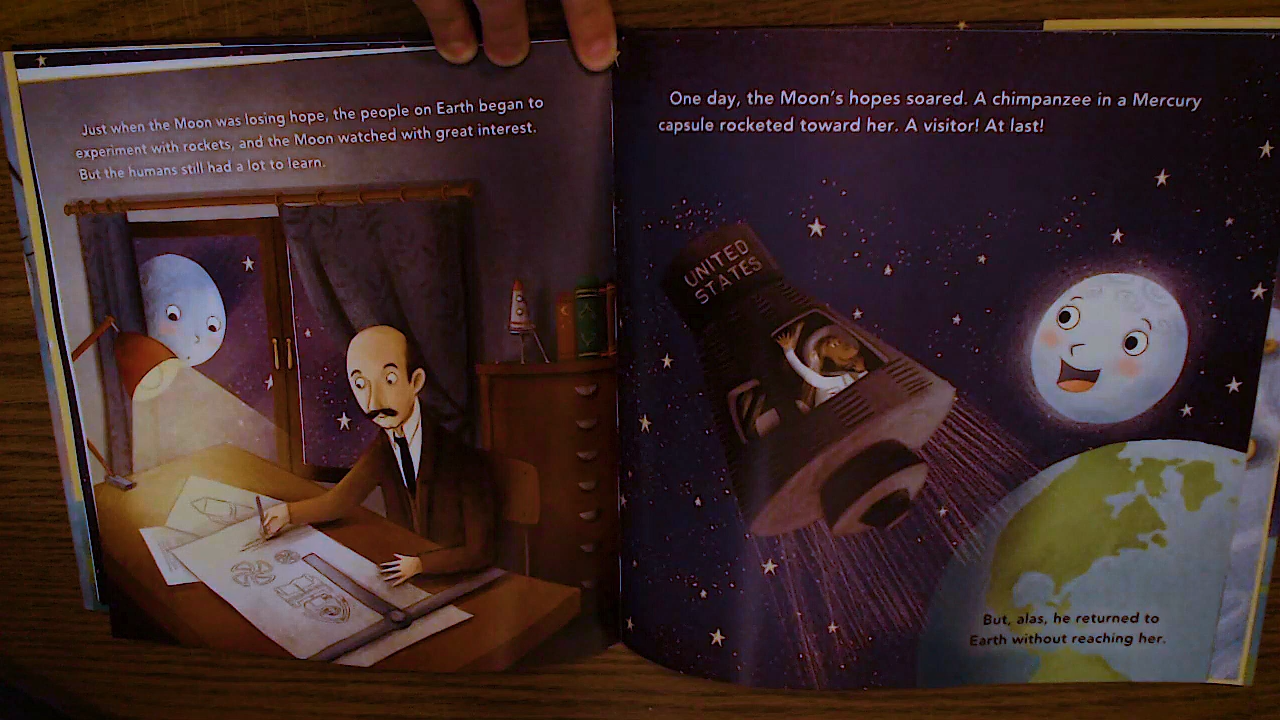 Just when the Moon was losing hope, the people on Earth began to
experiment with rockets, and the Moon watched with great interest.
But the humans still had a lot to learn.
One day, the Moon's hopes soared. A chimpanzee in a Mercury
capsule rocketed toward her. A visitor! At last!
UNITED
STATES
But, alas, he returned to
Earth without reaching her.